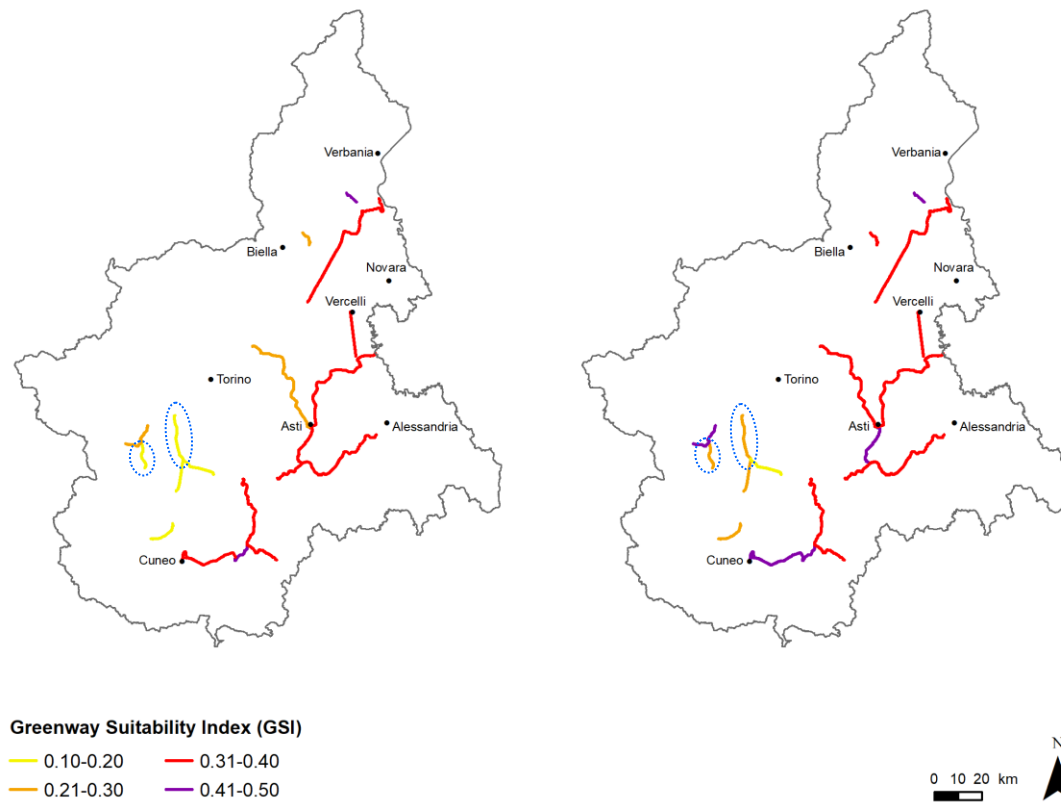 Verbania
Verbania
Biella
Biella
Novara
Novara
Vercelli
Vercelli
Torino
Torino
Asti
Alessandria
Asti
Alessandria
Cuneo
Cuneo
Greenway Suitability Index (GSI)
0.10-0.20
0.31-0.40
0.21-0.30
0.41-0.50
0 10 20 km
N